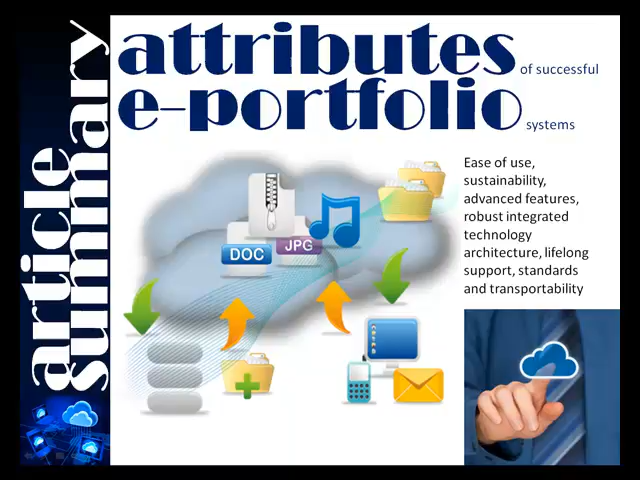 article
summary
attributes of successful
e-portfolio systems
Ease of use,
sustainability,
advanced features,
robust integrated
technology
architecture, lifelong
support, standards
and transportability
DOC
JPG